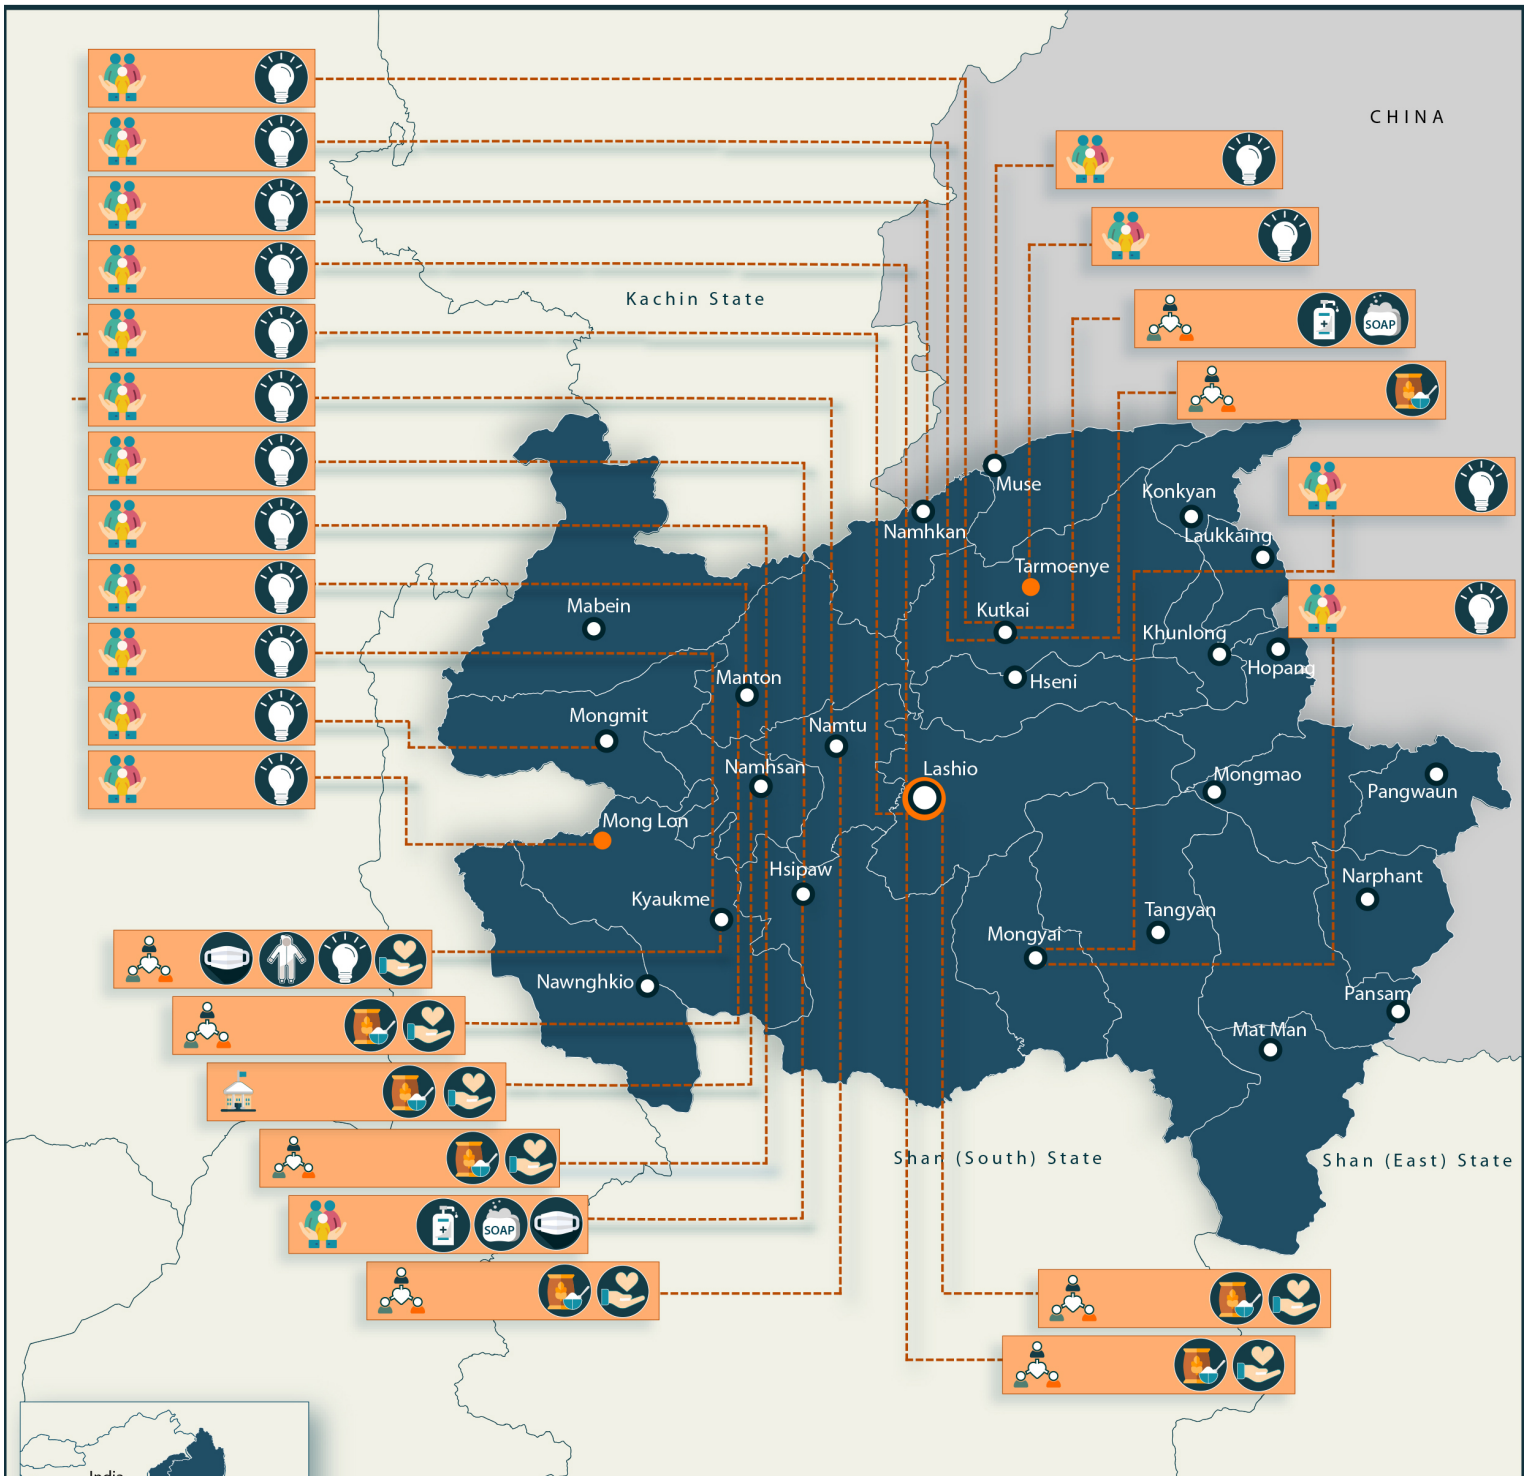 CHINA
Kachin State
SOAP
Muse
Konkyan
Namhkan
Laukkaing
Tarmoenye
Mabein
Kutkai
Khunlong
Hopang
Manton
Hseni
Mongmit
Namtu
Namhsan
Lashio
Mongmao
Pangwaun
Mong Lon
Hsipaw
Narphant
Kyaukme
Tangyan
Mongyai
Nawnghkio
Pansam
Mat Man
Shan (South) State
Shan (East) State
SOAP
India